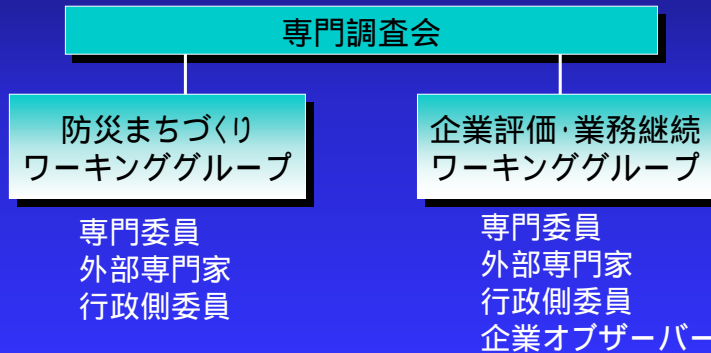 専門調査会
防災まちづくり
ワーキンググループ
専門委員
外部専門家
行政側委員
企業評価・業務継続
ワーキンググループ
専門委員
外部専門家
行政側委員
企業オブザーバー